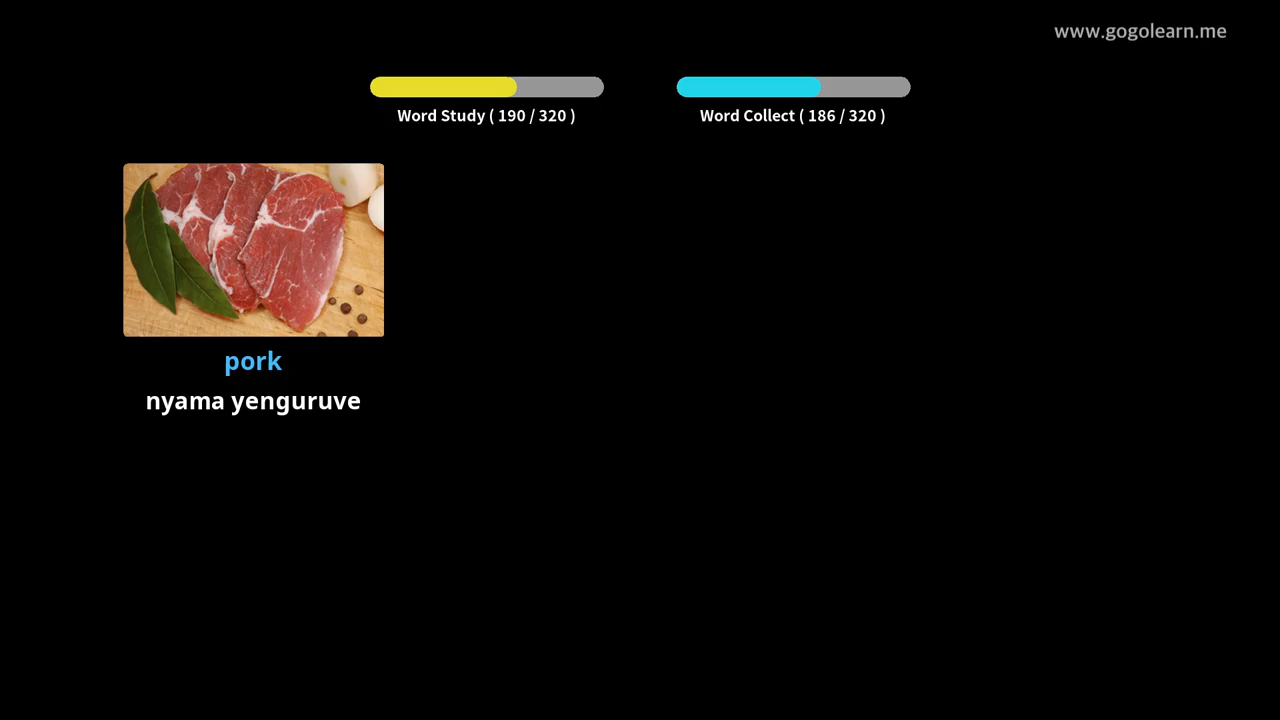 www.gogolearn.me
Word Study ( 190 / 320 )
Word Collect ( 186 / 320 )
pork
nyama yenguruve